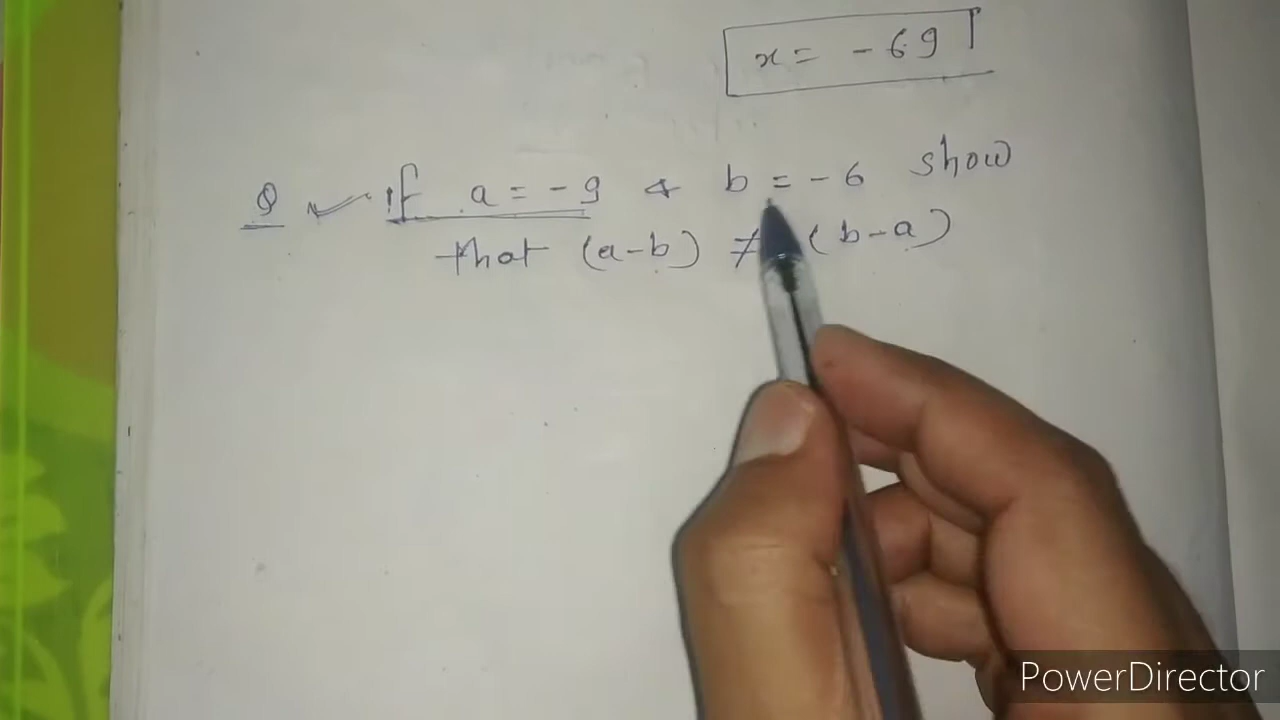 x = -69
Q ✓ If a = -9 & b = -6 show
that (a-b) ≠ (b-a)
PowerDirector